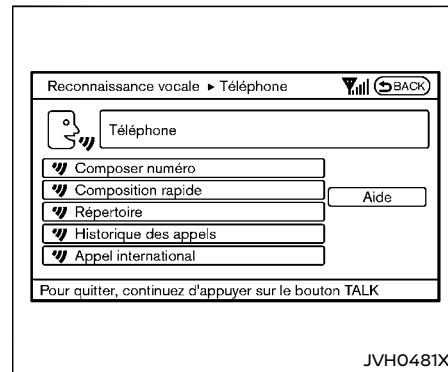 Reconnaissance vocale ▶ Téléphone BACK
Téléphone
Composer numéro
Composition rapide
Aide
Répertoire
Historique des appels
Appel international
Pour quitter, continuez d'appuyer sur le bouton TALK
JVH0481X